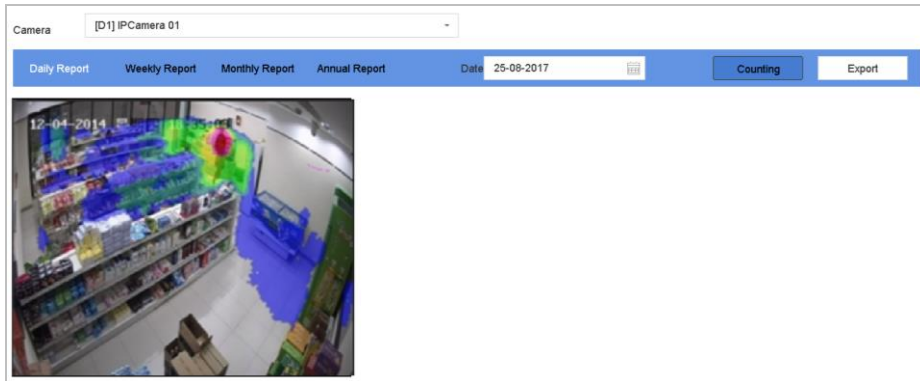 Camera [D1] IPCamera 01
Daily Report Weekly Report Monthly Report Annual Report Date 25-08-2017 Counting Export
12-04-2014